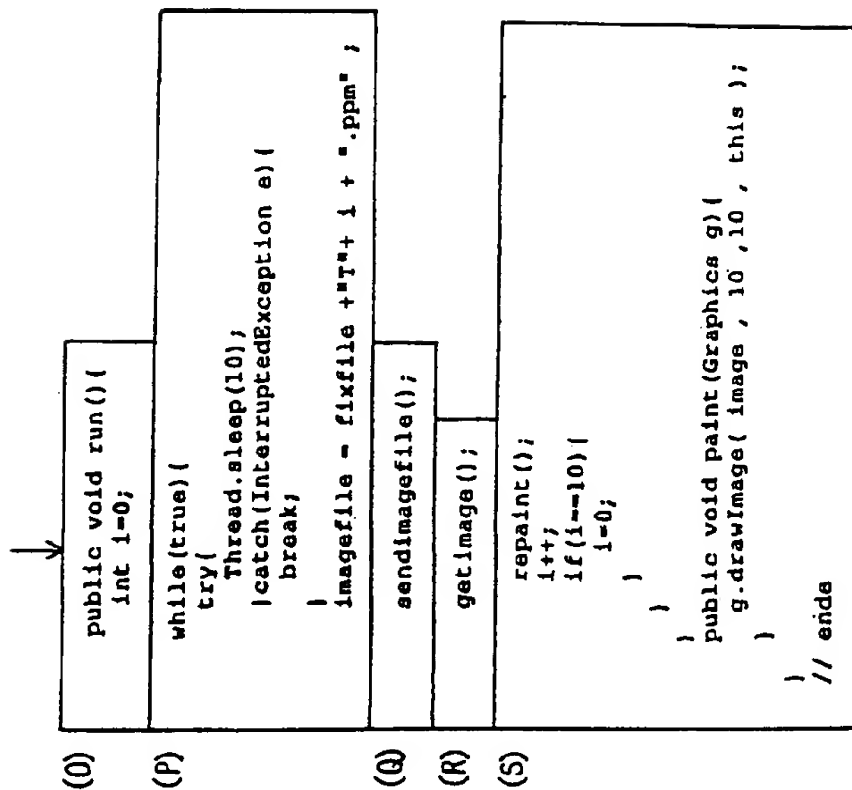 (O)
public void run(){
int i=0;
(P)
while(true){
try{
Thread.sleep(10);
}catch(InterruptedException e){
break;
}
imagefile = fixfile +"T"+ i + ".ppm" ;
(Q)
sendimagefile();
(R)
getimage();
(S)
repaint();
i++;
if(i==10){
i=0;
}
}
}
public void paint(Graphics g){
g.drawImage( image , 10 ,10 , this );
}
}
// ende